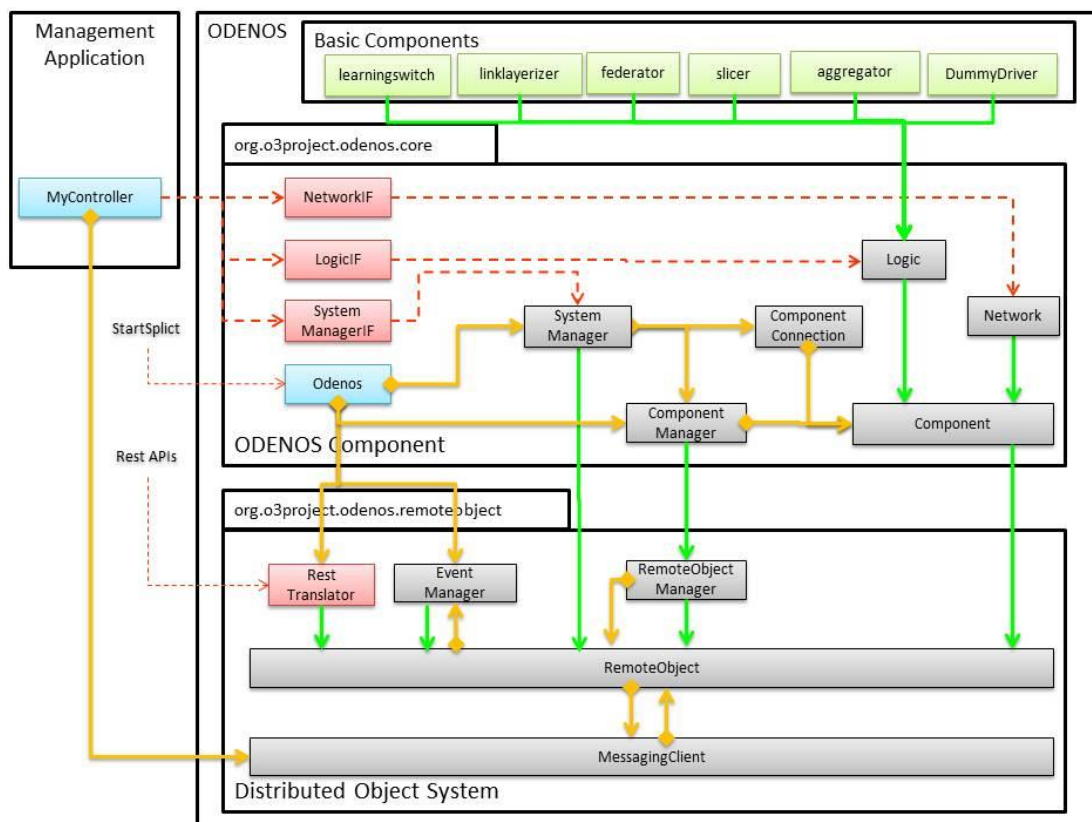 Management
Application
ODENOS
Basic Components
learningswitch
linklayerizer
federator
slicer
aggregator
DummyDriver
org.o3project.odenos.core
MyController
NetworkIF
LogicIF
Logic
System
ManagerIF
System
Manager
Component
Connection
Network
StartSplict
Odenos
Component
Manager
Component
ODENOS Component
Rest APIs
org.o3project.odenos.remoteobject
Rest
Translator
Event
Manager
RemoteObject
Manager
RemoteObject
MessagingClient
Distributed Object System